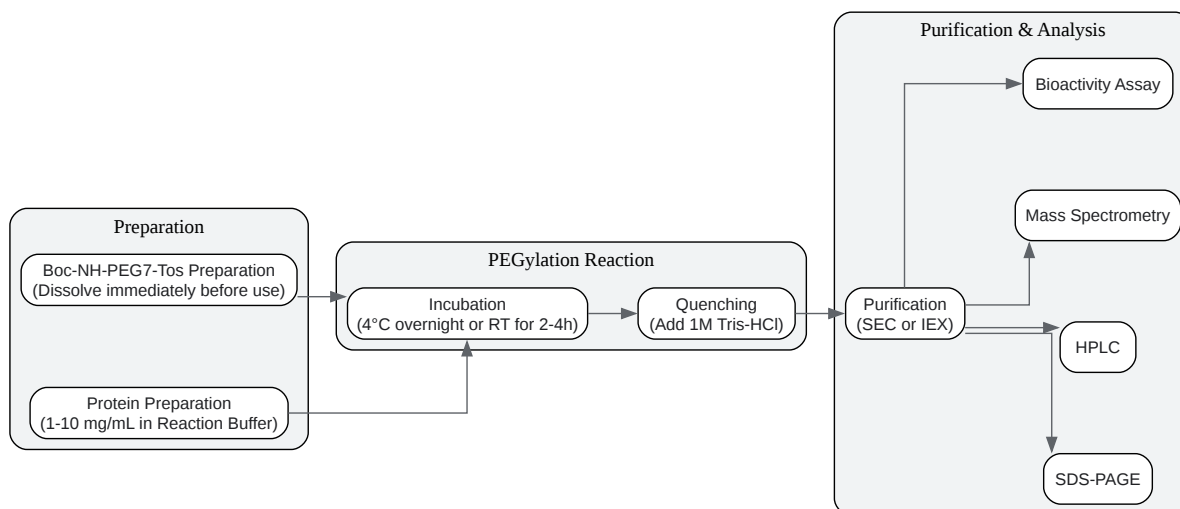 Preparation
Boc-NH-PEG7-Tos Preparation
(Dissolve immediately before use)
Protein Preparation
(1-10 mg/mL in Reaction Buffer)
PEGylation Reaction
Incubation
(4°C overnight or RT for 2-4h)
Quenching
(Add 1M Tris-HCl)
Purification & Analysis
Purification
(SEC or IEX)
Bioactivity Assay
Mass Spectrometry
HPLC
SDS-PAGE